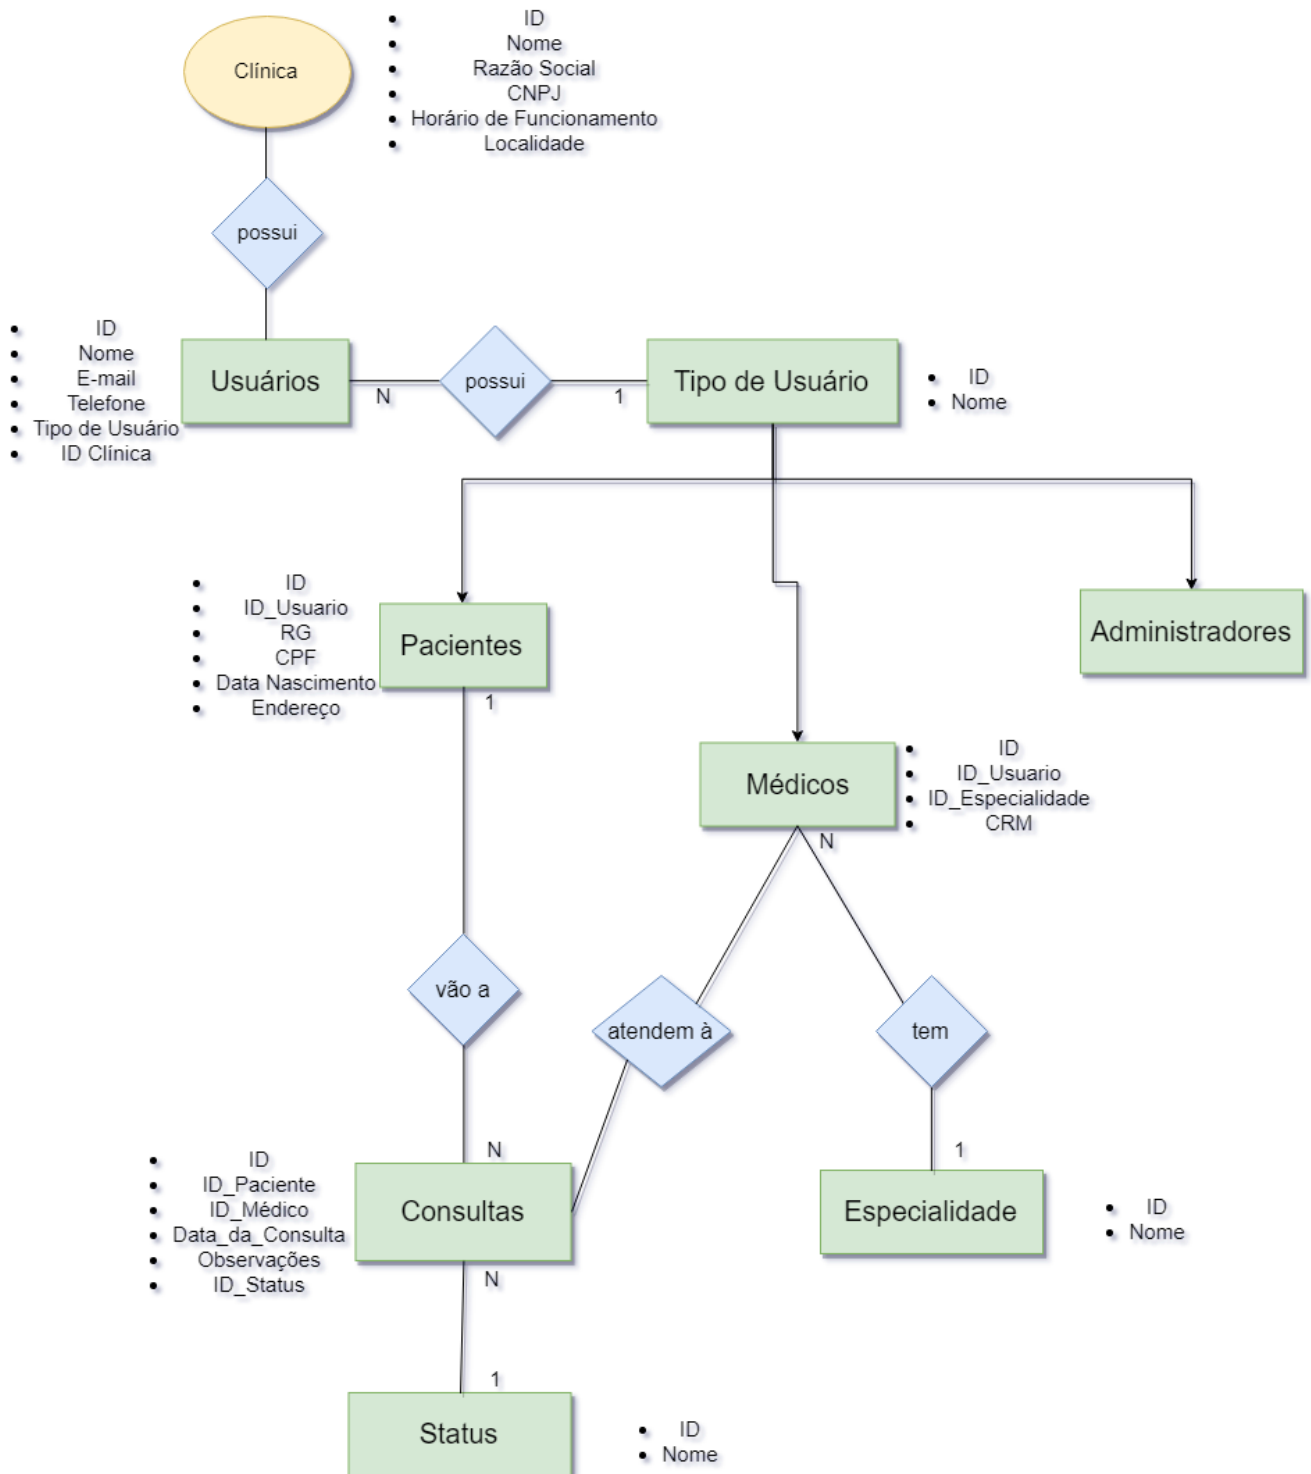 Clínica
• ID
• Nome
• Razão Social
• CNPJ
• Horário de Funcionamento
• Localidade
possui
• ID
• Nome
• E-mail
• Telefone
• Tipo de Usuário
• ID Clínica
Usuários
N
possui
1
Tipo de Usuário
• ID
• Nome
• ID
• ID_Usuario
• RG
• CPF
• Data Nascimento
• Endereço
Pacientes
1
Administradores
Médicos
• ID
• ID_Usuario
• ID_Especialidade
• CRM
N
vão a
atendem à
tem
N
1
• ID
• ID_Paciente
• ID_Médico
• Data_da_Consulta
• Observações
• ID_Status
Consultas
N
Especialidade
• ID
• Nome
1
Status
• ID
• Nome